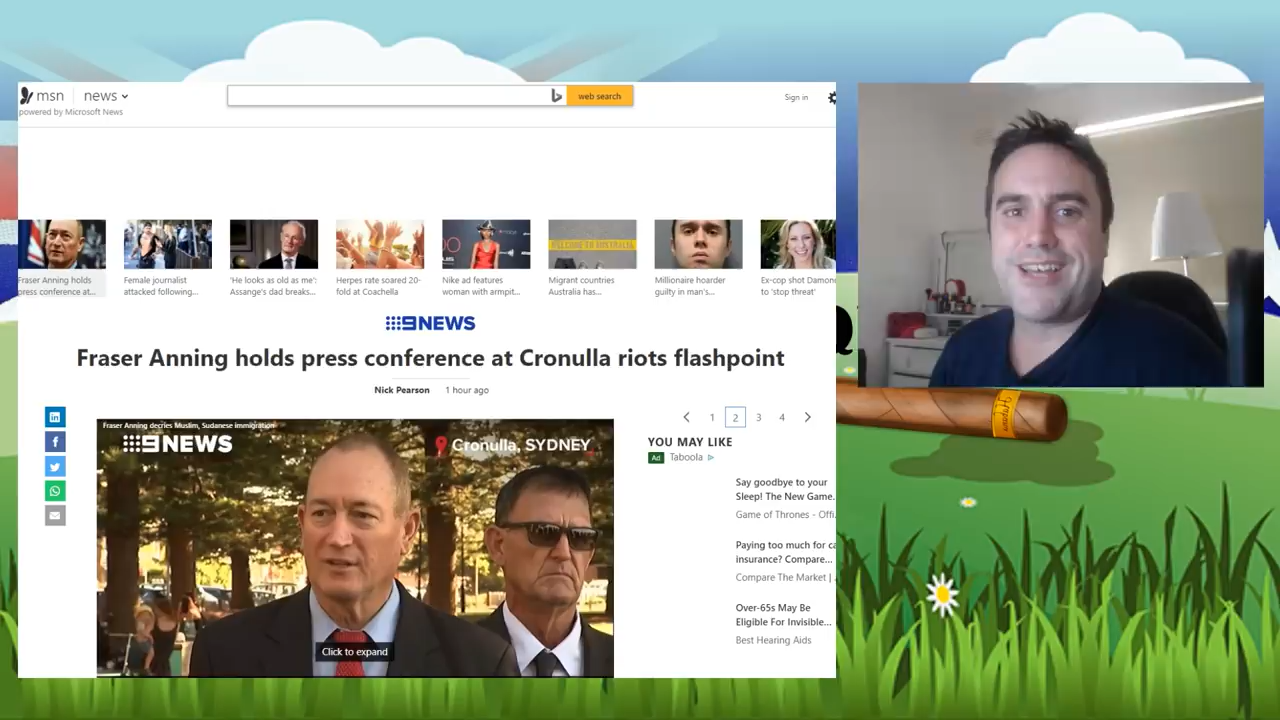 msn news
powered by Microsoft News
web search
Sign in
Fraser Anning holds
press conference at...
Female journalist
attacked following...
'He looks as old as me':
Assange's dad breaks...
Herpes rate soared 20-
fold at Coachella
Nike ad features
woman with armpit...
WELCOME TO AUSTRALIA
Migrant countries
Australia has...
Millionaire hoarder
guilty in man's...
Ex-cop shot Damond
to 'stop threat'
9NEWS
Fraser Anning holds press conference at Cronulla riots flashpoint
Nick Pearson 1 hour ago
Fraser Anning decries Muslim, Sudanese immigration
9NEWS
Cronulla, SYDNEY
Click to expand
1 2 3 4
YOU MAY LIKE
Ad Taboola
Say goodbye to your
Sleep! The New Game...
Game of Thrones - Offi
Paying too much for ca
insurance? Compare...
Compare The Market |
Over-65s May Be
Eligible For Invisible...
Best Hearing Aids